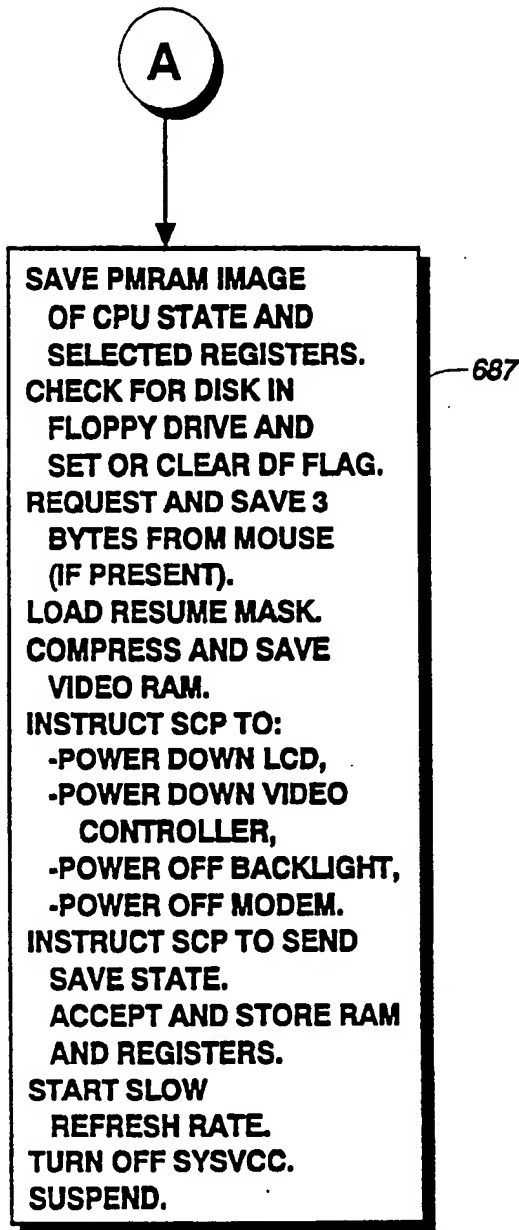 A
SAVE PMRAM IMAGE
OF CPU STATE AND
SELECTED REGISTERS.
687
CHECK FOR DISK IN
FLOPPY DRIVE AND
SET OR CLEAR DF FLAG.
REQUEST AND SAVE 3
BYTES FROM MOUSE
(IF PRESENT).
LOAD RESUME MASK.
COMPRESS AND SAVE
VIDEO RAM.
INSTRUCT SCP TO:
-POWER DOWN LCD,
-POWER DOWN VIDEO
CONTROLLER,
-POWER OFF BACKLIGHT,
-POWER OFF MODEM.
INSTRUCT SCP TO SEND
SAVE STATE.
ACCEPT AND STORE RAM
AND REGISTERS.
START SLOW
REFRESH RATE.
TURN OFF SYSVCC.
SUSPEND.